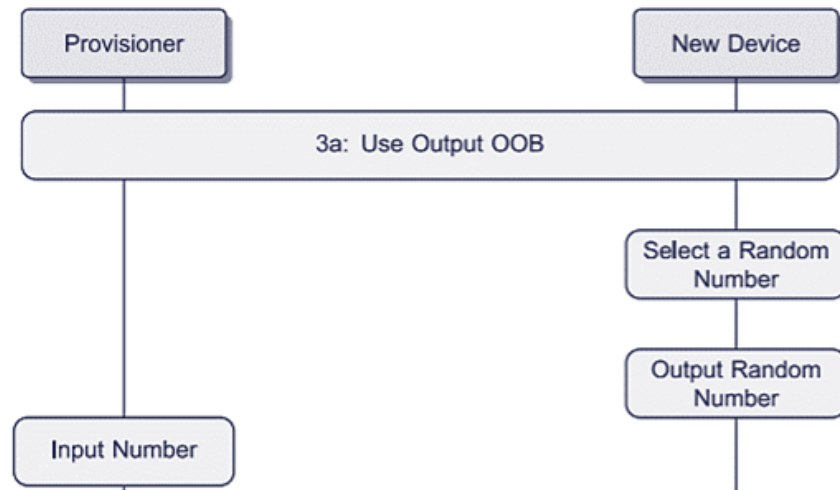 Provisioner
New Device
3a: Use Output OOB
Select a Random
Number
Output Random
Number
Input Number